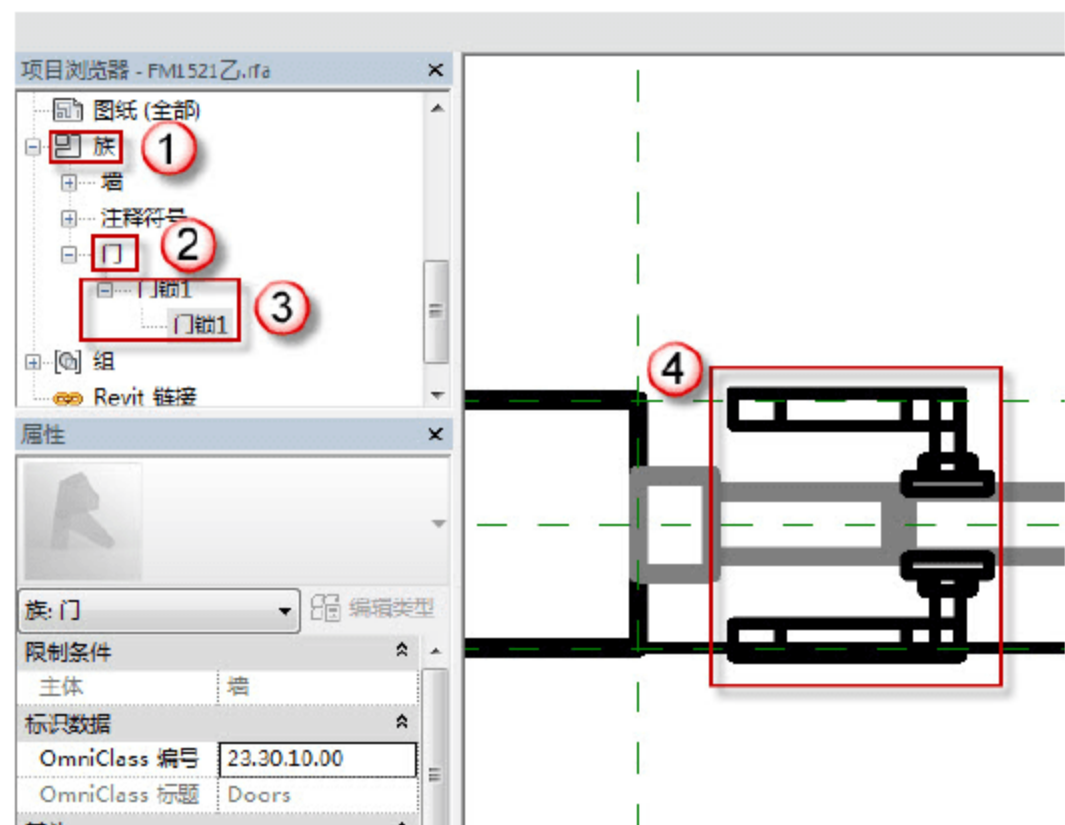 项目浏览器 - FM1521乙.rfa
图纸 (全部)
族
1
墙
注释符号
门
2
门锁1
3
门锁1
组
4
Revit 链接
属性
族: 门
编辑类型
限制条件
主体 墙
标识数据
OmniClass 编号 23.30.10.00
OmniClass 标题 Doors